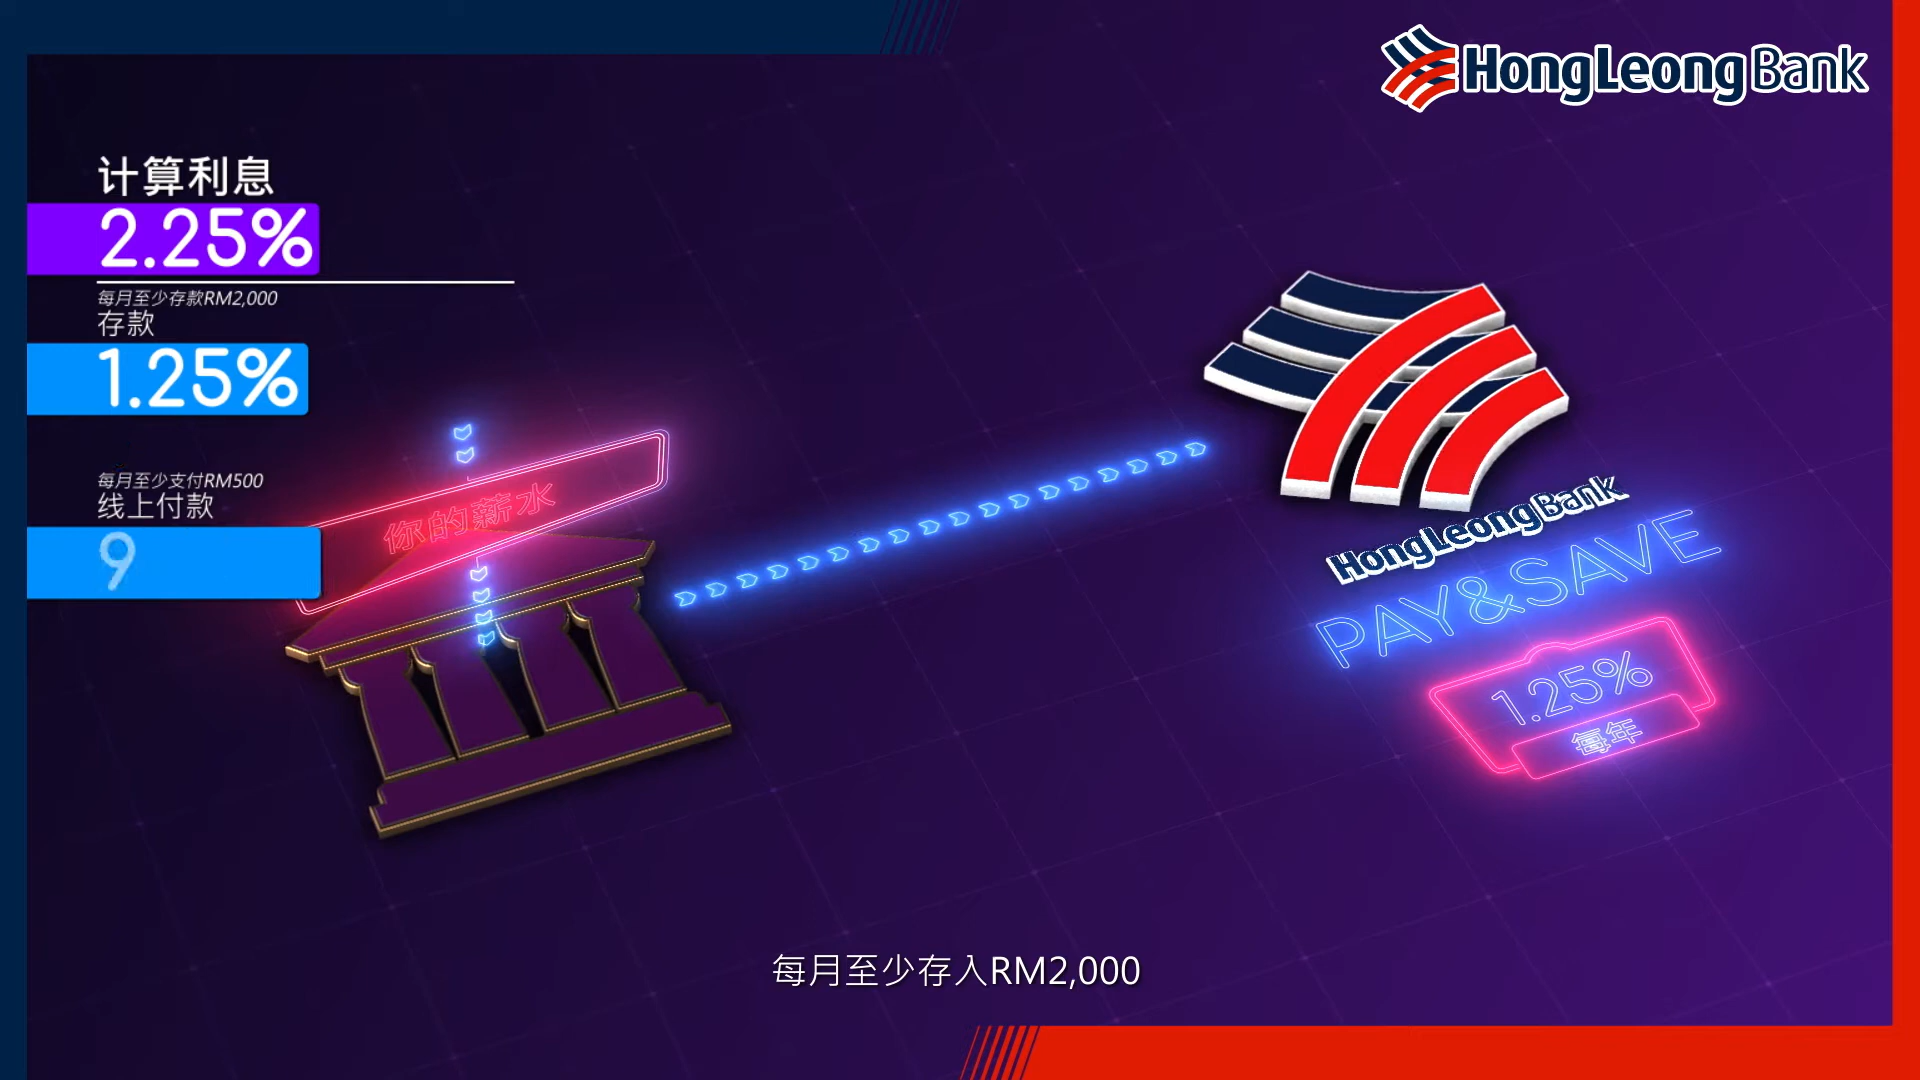 HongLeong Bank
计算利息
2.25%
每月至少存款RM2,000
存款
1.25%
每月至少支付RM500
线上付款
9
你的薪水
HongLeong Bank
PAY&SAVE
1.25%
每年
每月至少存入RM2,000